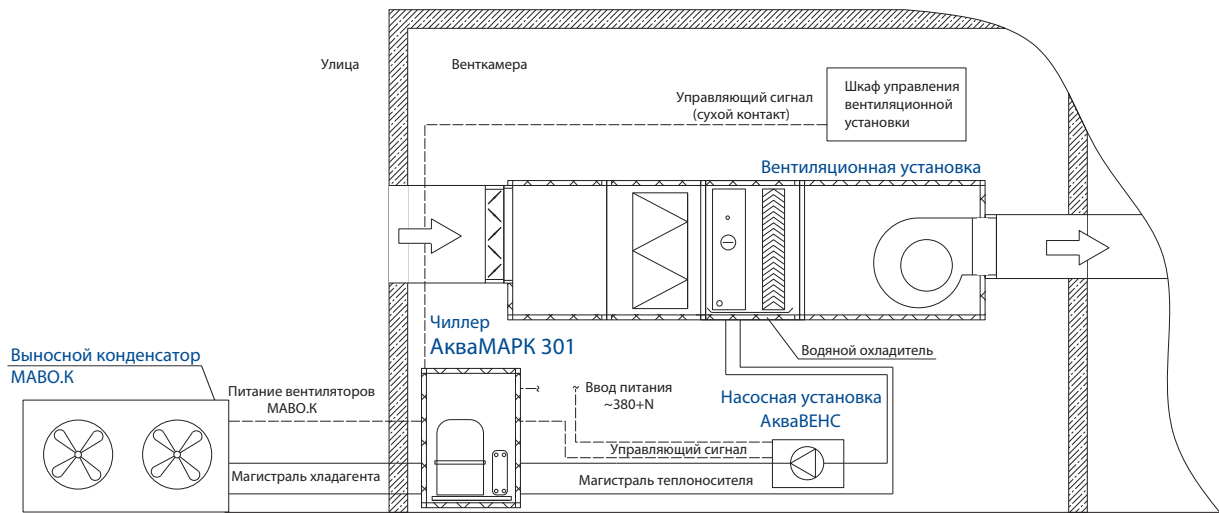 Улица
Венткамера
Управляющий сигнал
(сухой контакт)
Шкаф управления
вентиляционной
установки
Вентиляционная установка
Чиллер
АкваМАРК 301
Водяной охладитель
Выносной конденсатор
МАВО.К
Питание вентиляторов
МАВО.К
Ввод питания
~380+N
Насосная установка
АкваВЕНС
Управляющий сигнал
Магистраль хладагента
Магистраль теплоносителя